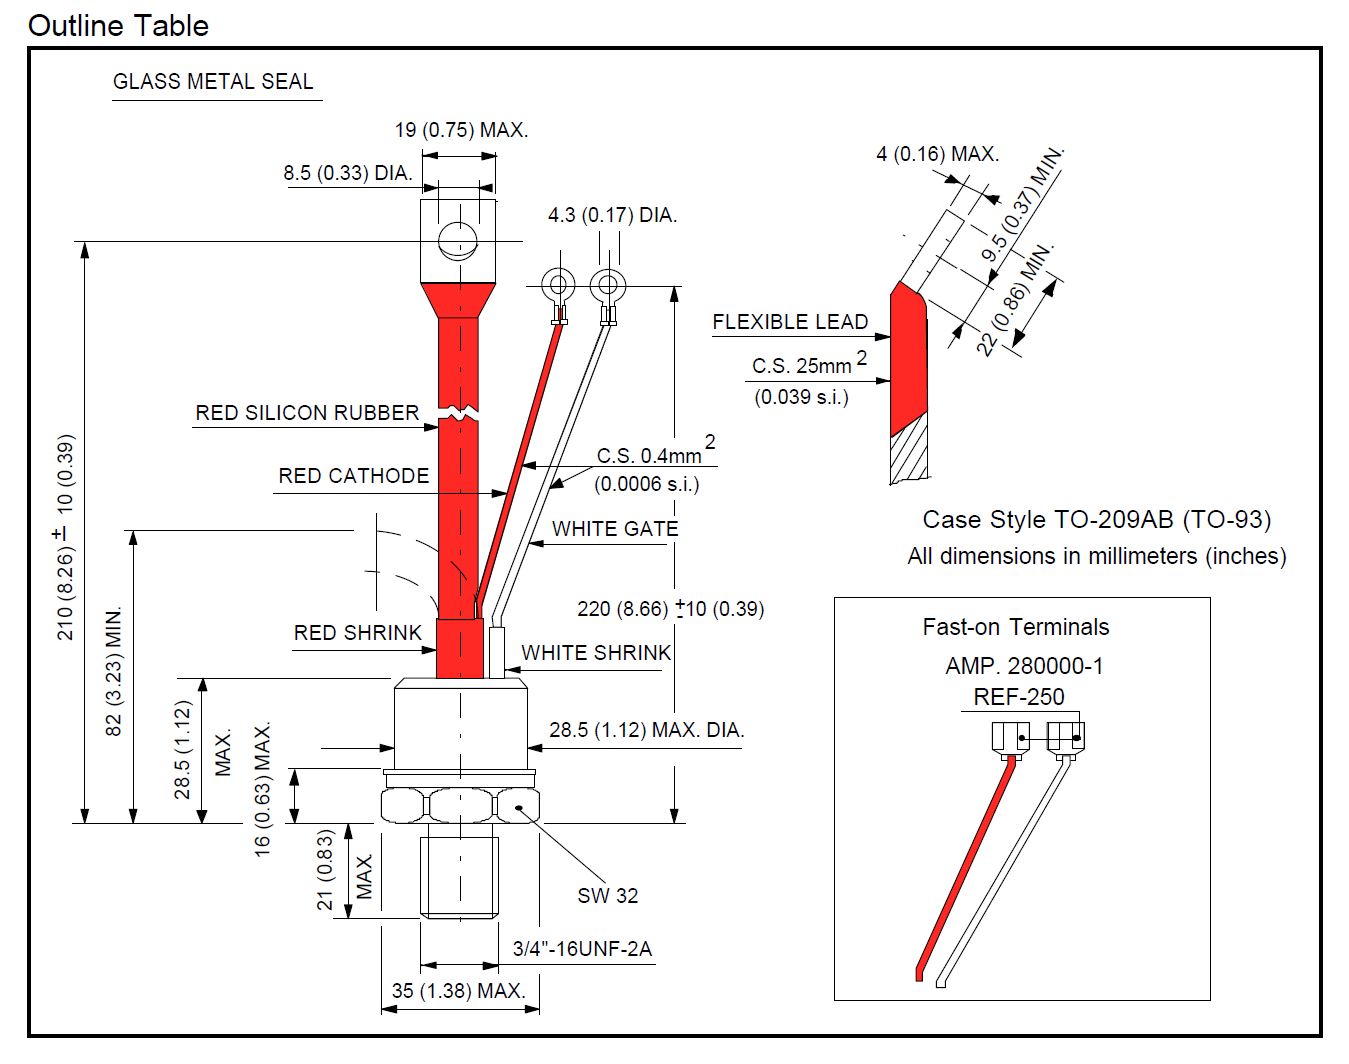 Outline Table
GLASS METAL SEAL
19 (0.75) MAX.
8.5 (0.33) DIA.
4.3 (0.17) DIA.
4 (0.16) MAX.
9.5 (0.37) MIN.
22 (0.86) MIN.
FLEXIBLE LEAD
C.S. 25mm 2
(0.039 s.i.)
RED SILICON RUBBER
RED CATHODE
C.S. 0.4mm 2
(0.0006 s.i.)
WHITE GATE
210 (8.26) ± 10 (0.39)
82 (3.23) MIN.
220 (8.66) ±10 (0.39)
RED SHRINK
WHITE SHRINK
28.5 (1.12)
MAX.
16 (0.63) MAX.
28.5 (1.12) MAX. DIA.
21 (0.83)
MAX.
SW 32
3/4"-16UNF-2A
35 (1.38) MAX.
Case Style TO-209AB (TO-93)
All dimensions in millimeters (inches)
Fast-on Terminals
AMP. 280000-1
REF-250